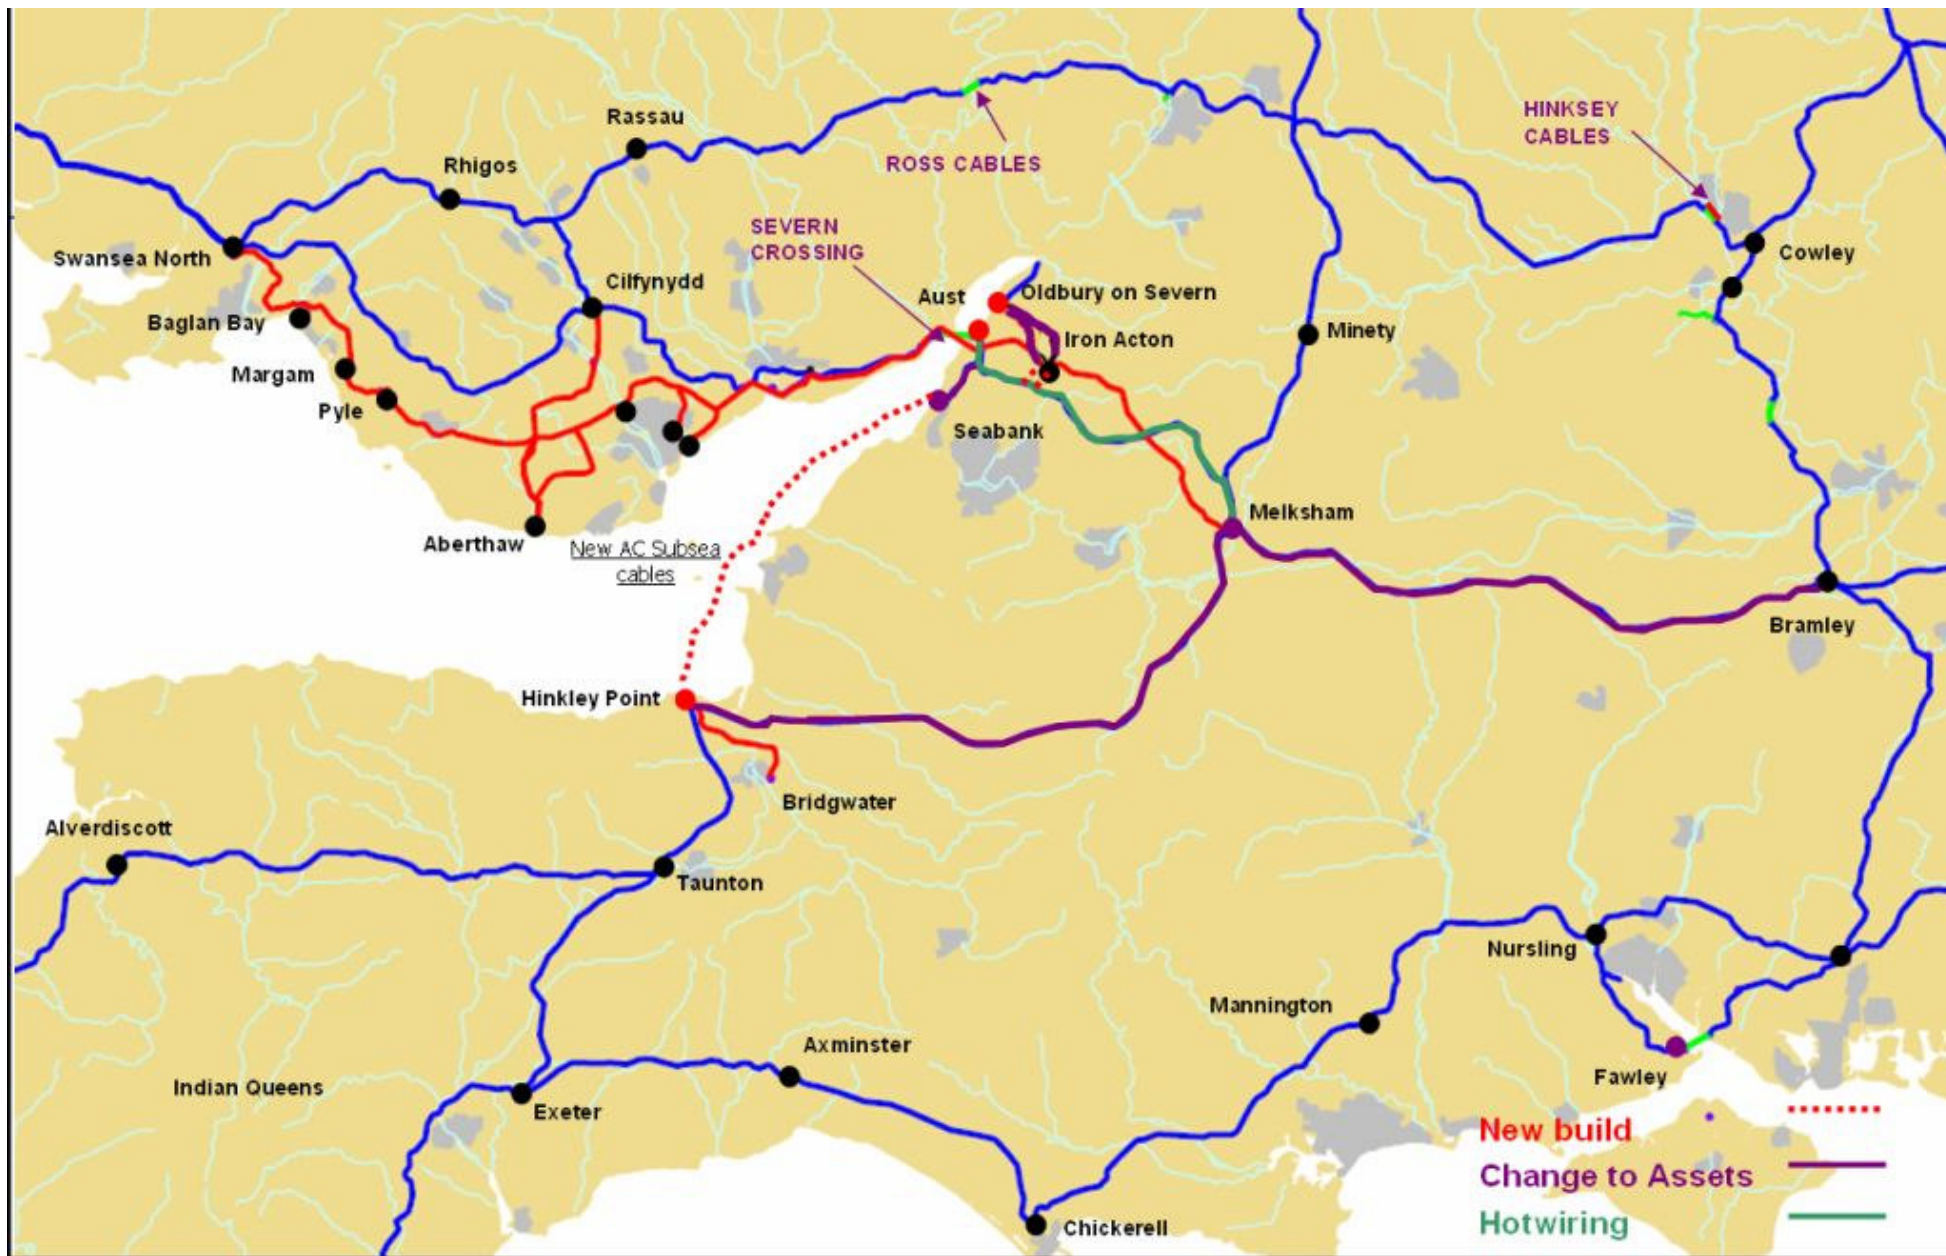 Rassau
HINKSEY
CABLES
ROSS CABLES
Rhigos
SEVERN
CROSSING
Swansea North
Cowley
Cilfynydd
Aust
Oldbury on Severn
Baglan Bay
Iron Acton
Minety
Margam
Pyle
Seabank
Melksham
Aberthaw
New AC Subsea
cables
Bramley
Hinkley Point
Bridgwater
Alverdiscott
Taunton
Nursling
Mannington
Axminster
Indian Queens
Fawley
Exeter
New build
Change to Assets
Hotwiring
Chickerell